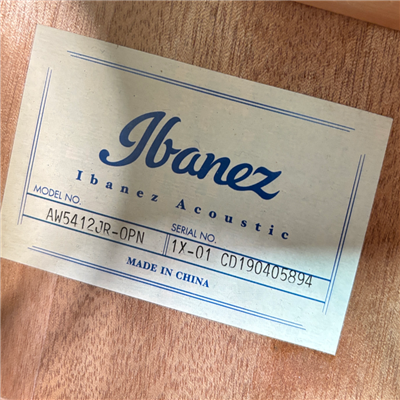 Ibanez
Ibanez Acoustic
MODEL NO. AW5412JR-OPN
SERIAL NO. 1X-01 CD190405894
MADE IN CHINA